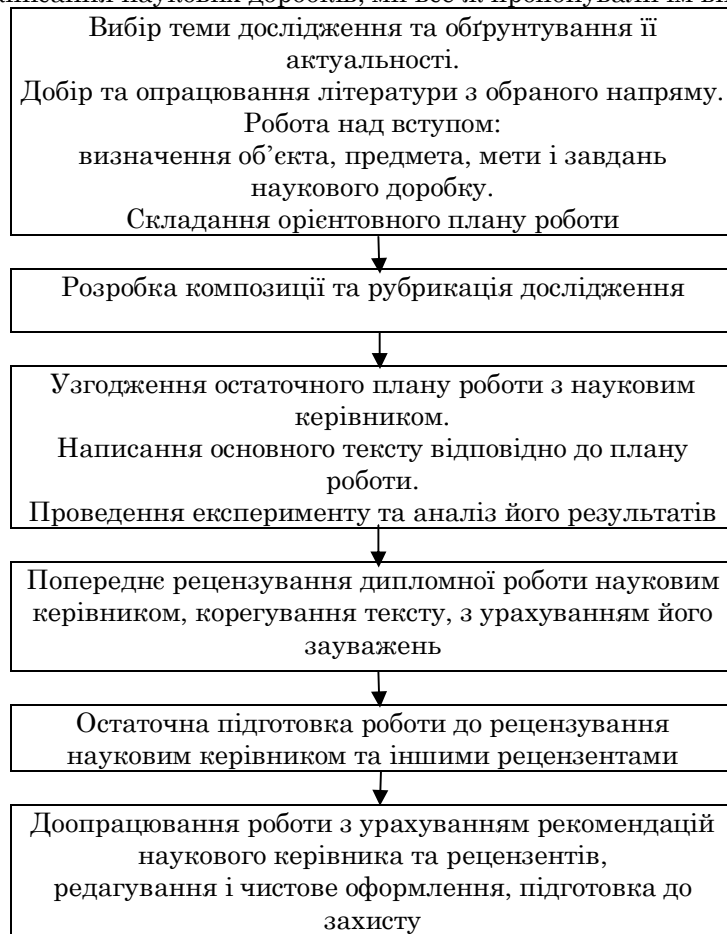 Вибір теми дослідження та обґрунтування її
актуальності.
Добір та опрацювання літератури з обраного напряму.
Робота над вступом:
визначення об’єкта, предмета, мети і завдань
наукового доробку.
Складання орієнтовного плану роботи
Розробка композиції та рубрикація дослідження
Узгодження остаточного плану роботи з науковим
керівником.
Написання основного тексту відповідно до плану
роботи.
Проведення експерименту та аналіз його результатів
Попереднє рецензування дипломної роботи науковим
керівником, корегування тексту, з урахуванням його
зауважень
Остаточна підготовка роботи до рецензування
науковим керівником та іншими рецензентами
Доопрацювання роботи з урахуванням рекомендацій
наукового керівника та рецензентів,
редагування і чистове оформлення, підготовка до
захисту